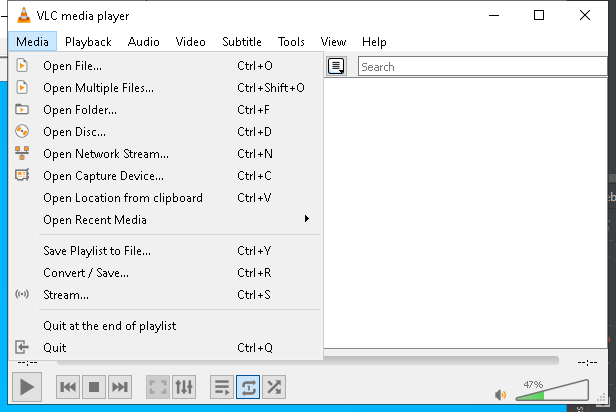 VLC media player
Media Playback Audio Video Subtitle Tools View Help
Open File... Ctrl+O
Search
Open Multiple Files... Ctrl+Shift+O
Open Folder... Ctrl+F
Open Disc... Ctrl+D
Open Network Stream... Ctrl+N
Open Capture Device... Ctrl+C
Open Location from clipboard Ctrl+V
Open Recent Media
Save Playlist to File... Ctrl+Y
Convert / Save... Ctrl+R
Stream... Ctrl+S
Quit at the end of playlist
Quit Ctrl+Q
--:-- --:--
47%